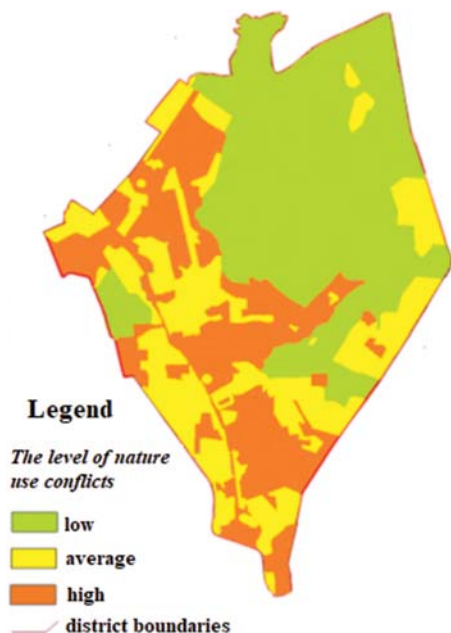 Legend
The level of nature
use conflicts
low
average
high
district boundaries